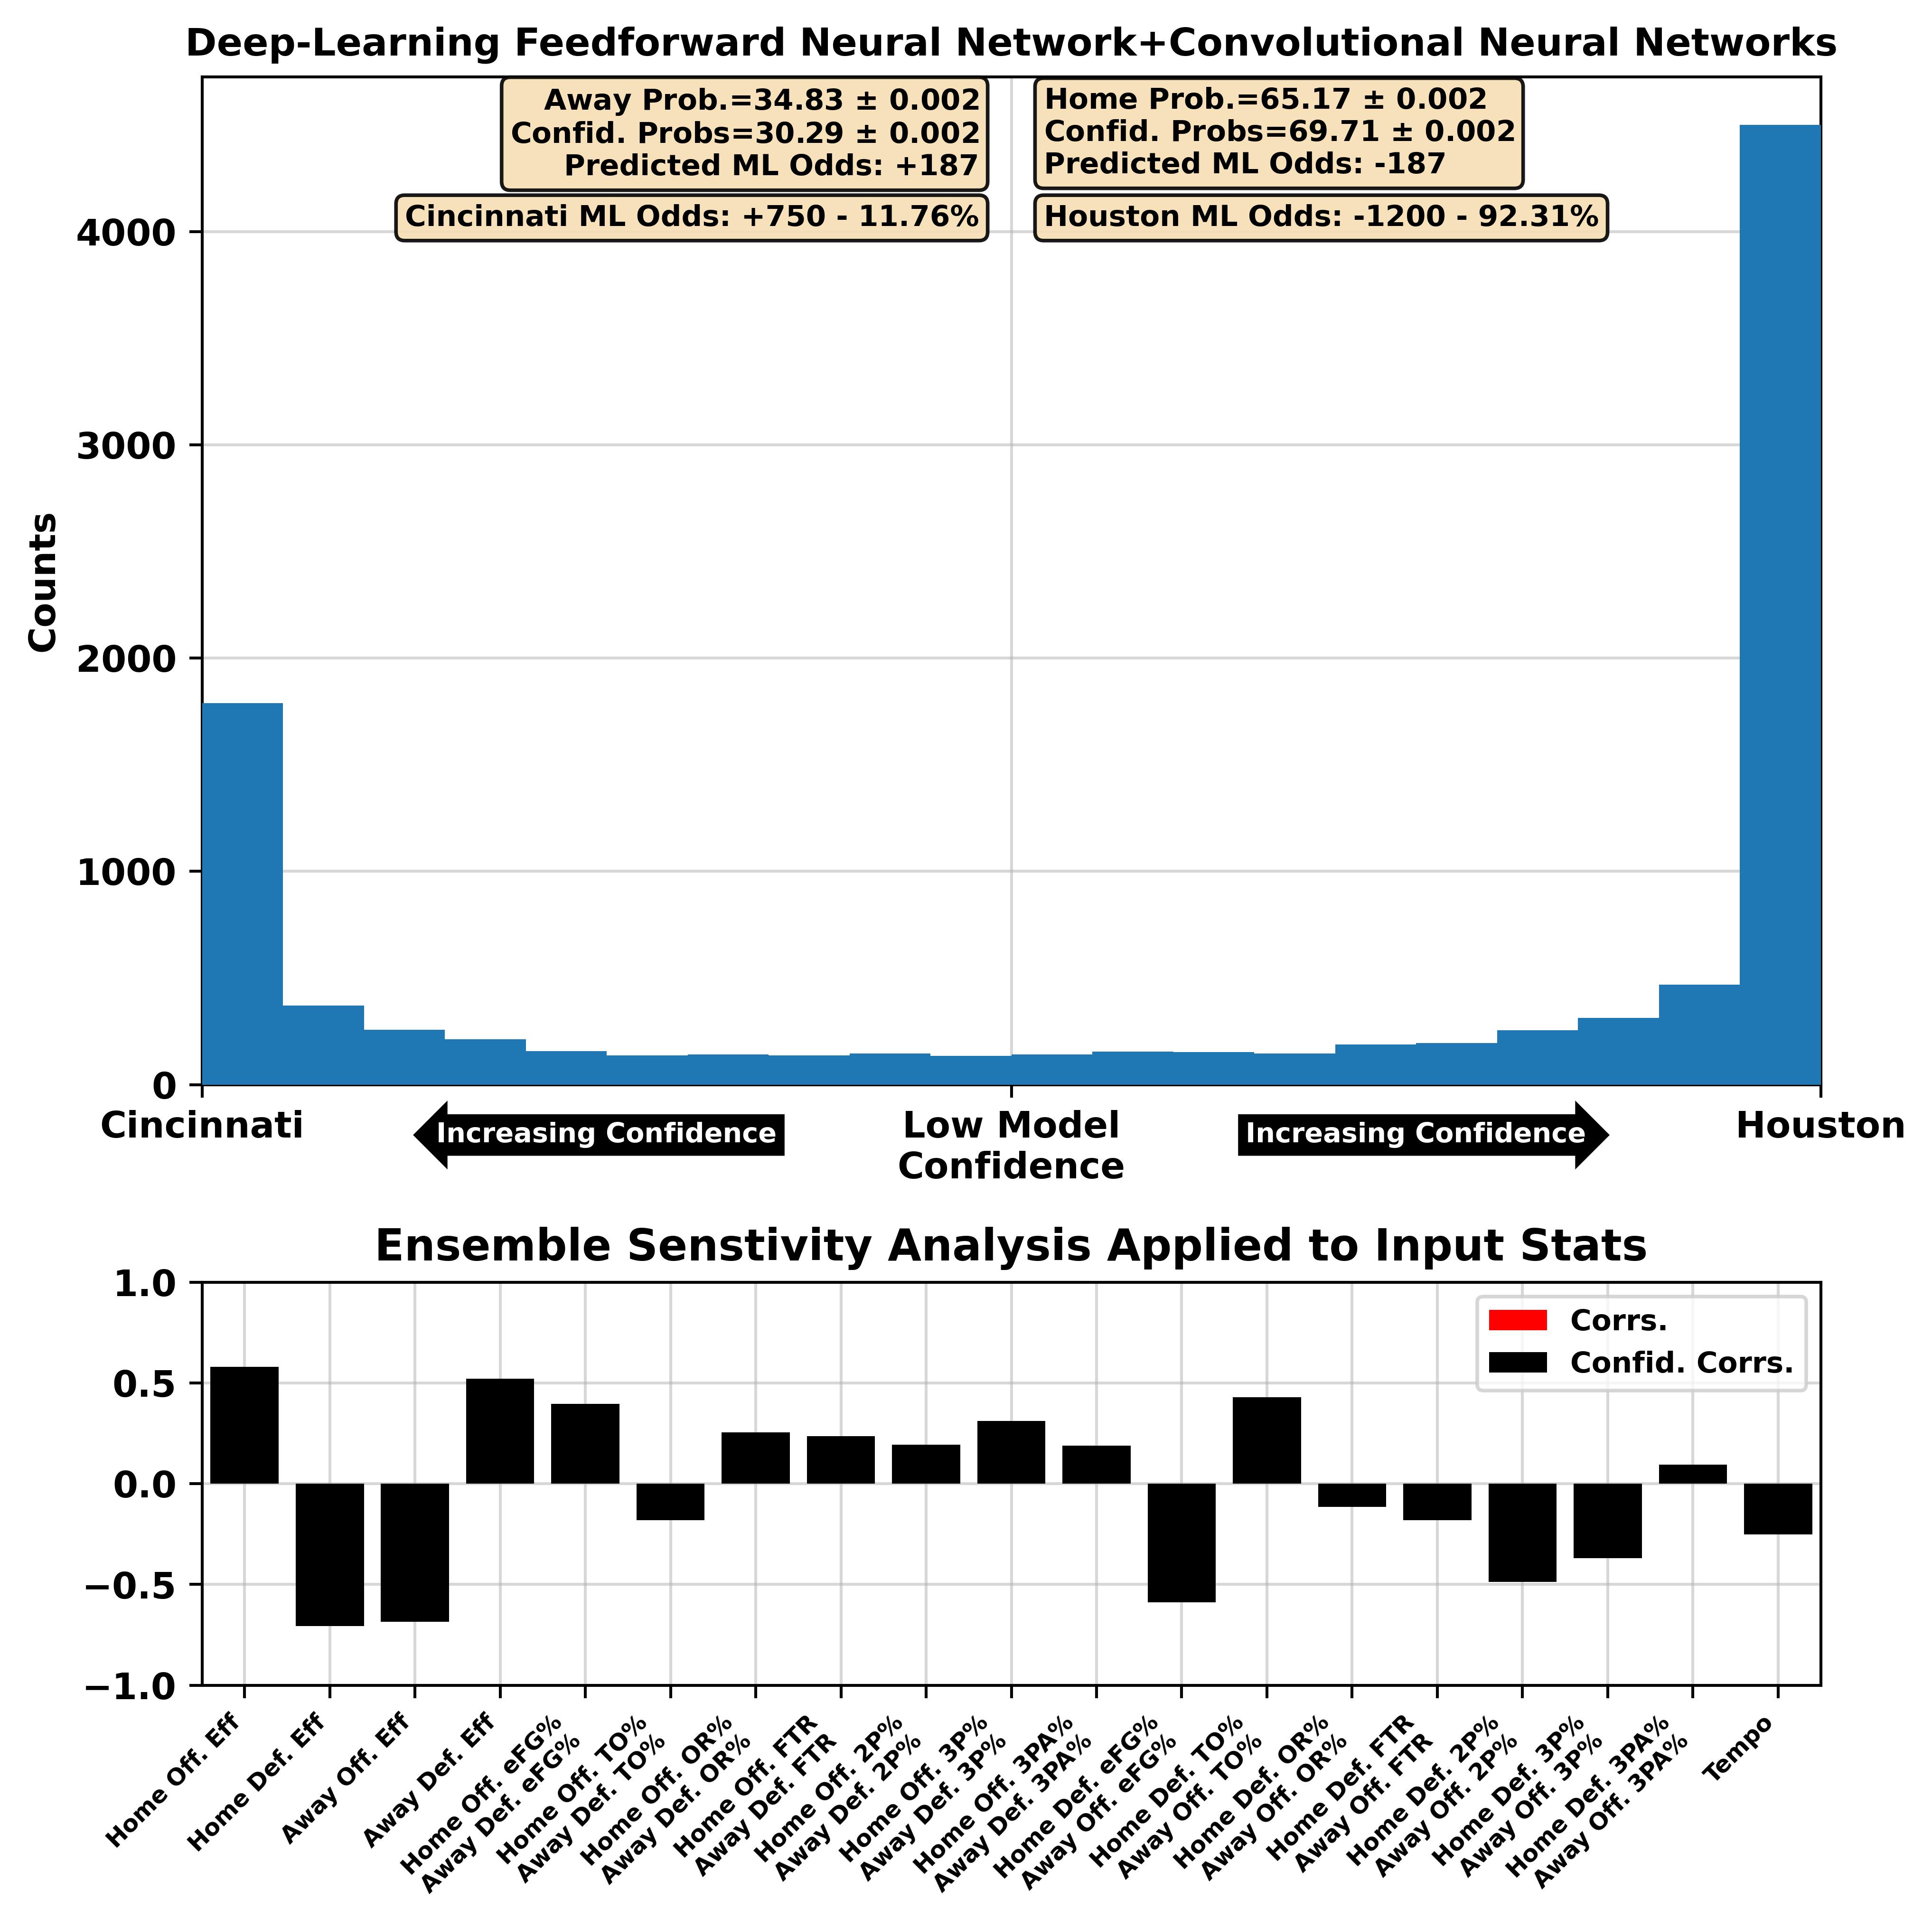 Deep-Learning Feedforward Neural Network+Convolutional Neural Networks
Away Prob.=34.83 ± 0.002
Confid. Probs=30.29 ± 0.002
Predicted ML Odds: +187
Cincinnati ML Odds: +750 - 11.76%
Home Prob.=65.17 ± 0.002
Confid. Probs=69.71 ± 0.002
Predicted ML Odds: -187
Houston ML Odds: -1200 - 92.31%
Counts
4000
3000
2000
1000
0
Cincinnati
Increasing Confidence
Low Model
Confidence
Increasing Confidence
Houston
Ensemble Senstivity Analysis Applied to Input Stats
1.0
0.5
0.0
−0.5
−1.0
Corrs.
Confid. Corrs.
Home Off. Eff
Home Def. Eff
Away Off. Eff
Away Def. Eff
Home Off. eFG%
Away Def. eFG%
Home Off. TO%
Away Def. TO%
Home Off. OR%
Away Def. OR%
Home Off. FTR
Away Def. FTR
Home Off. 2P%
Away Def. 2P%
Home Off. 3P%
Away Def. 3P%
Home Off. 3PA%
Away Def. 3PA%
Home Def. eFG%
Away Off. eFG%
Home Def. TO%
Away Off. TO%
Home Def. OR%
Away Off. OR%
Home Def. FTR
Away Off. FTR
Home Def. 2P%
Away Off. 2P%
Home Def. 3P%
Away Off. 3P%
Home Def. 3PA%
Away Off. 3PA%
Tempo